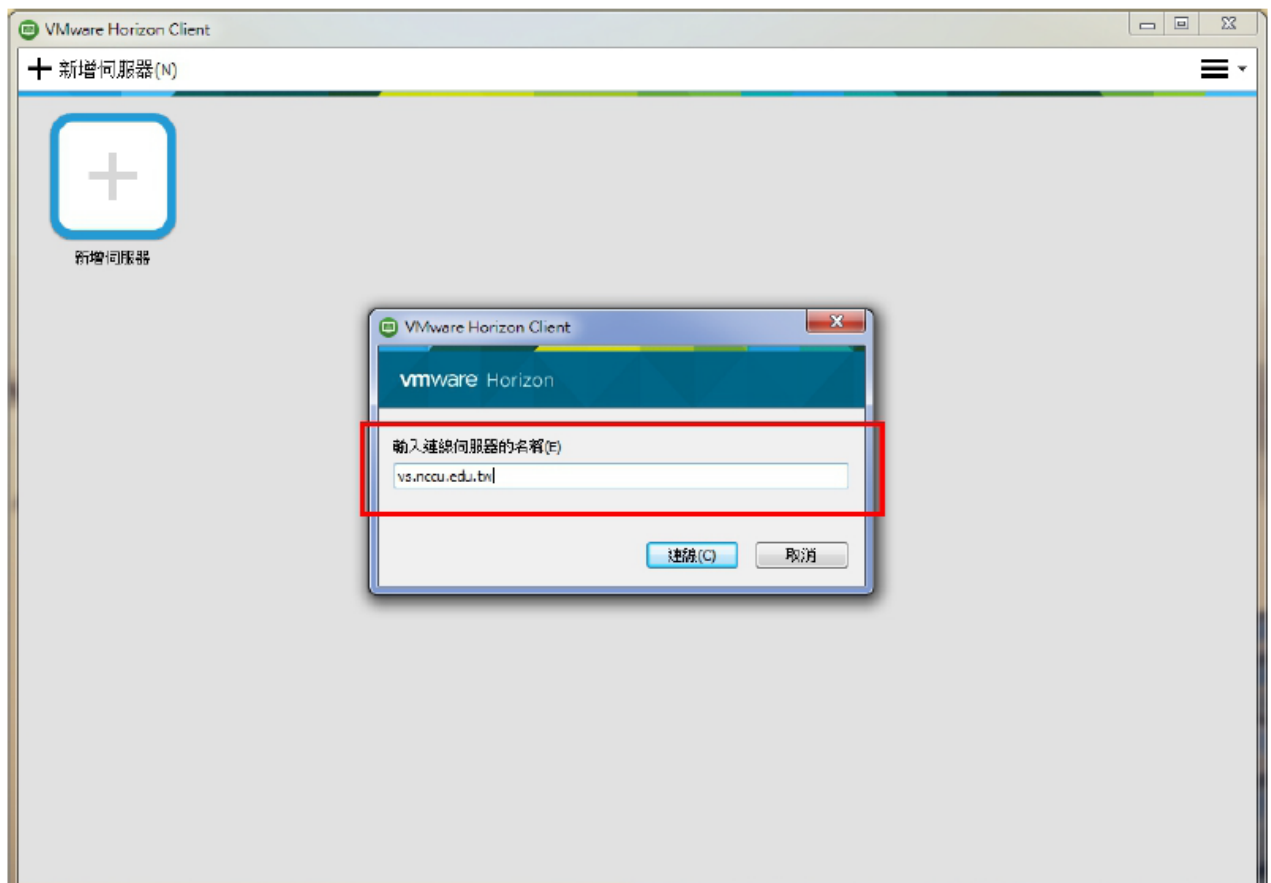 VMware Horizon Client
新增伺服器(N)
新增伺服器
VMware Horizon Client
vmware Horizon
輸入連線伺服器的名稱(E)
vs.nccu.edu.tw
連線(C)
取消